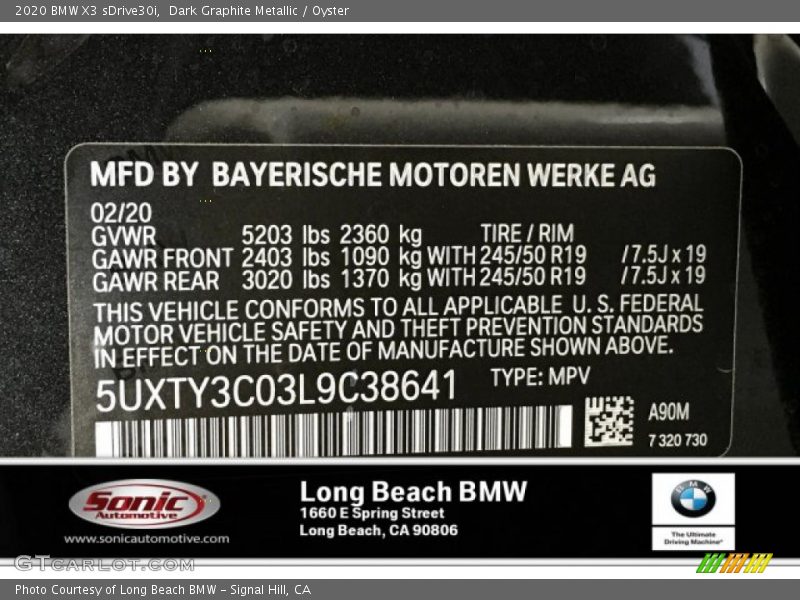 2020 BMW X3 sDrive30i,  Dark Graphite Metallic / Oyster
MFD BY BAYERISCHE MOTOREN WERKE AG
02/20
GVWR 5203 lbs 2360 kg TIRE / RIM
GAWR FRONT 2403 lbs 1090 kg WITH 245/50 R19 /7.5J x 19
GAWR REAR 3020 lbs 1370 kg WITH 245/50 R19 /7.5J x 19
THIS VEHICLE CONFORMS TO ALL APPLICABLE U. S. FEDERAL
MOTOR VEHICLE SAFETY AND THEFT PREVENTION STANDARDS
IN EFFECT ON THE DATE OF MANUFACTURE SHOWN ABOVE.
5UXTY3C03L9C38641 TYPE: MPV
A90M
7 320 730
Sonic
Automotive
www.sonicautomotive.com
Long Beach BMW
1660 E Spring Street
Long Beach, CA 90806
BMW
The Ultimate
Driving Machine®
GTcarlot.com
Photo Courtesy of Long Beach BMW - Signal Hill, CA